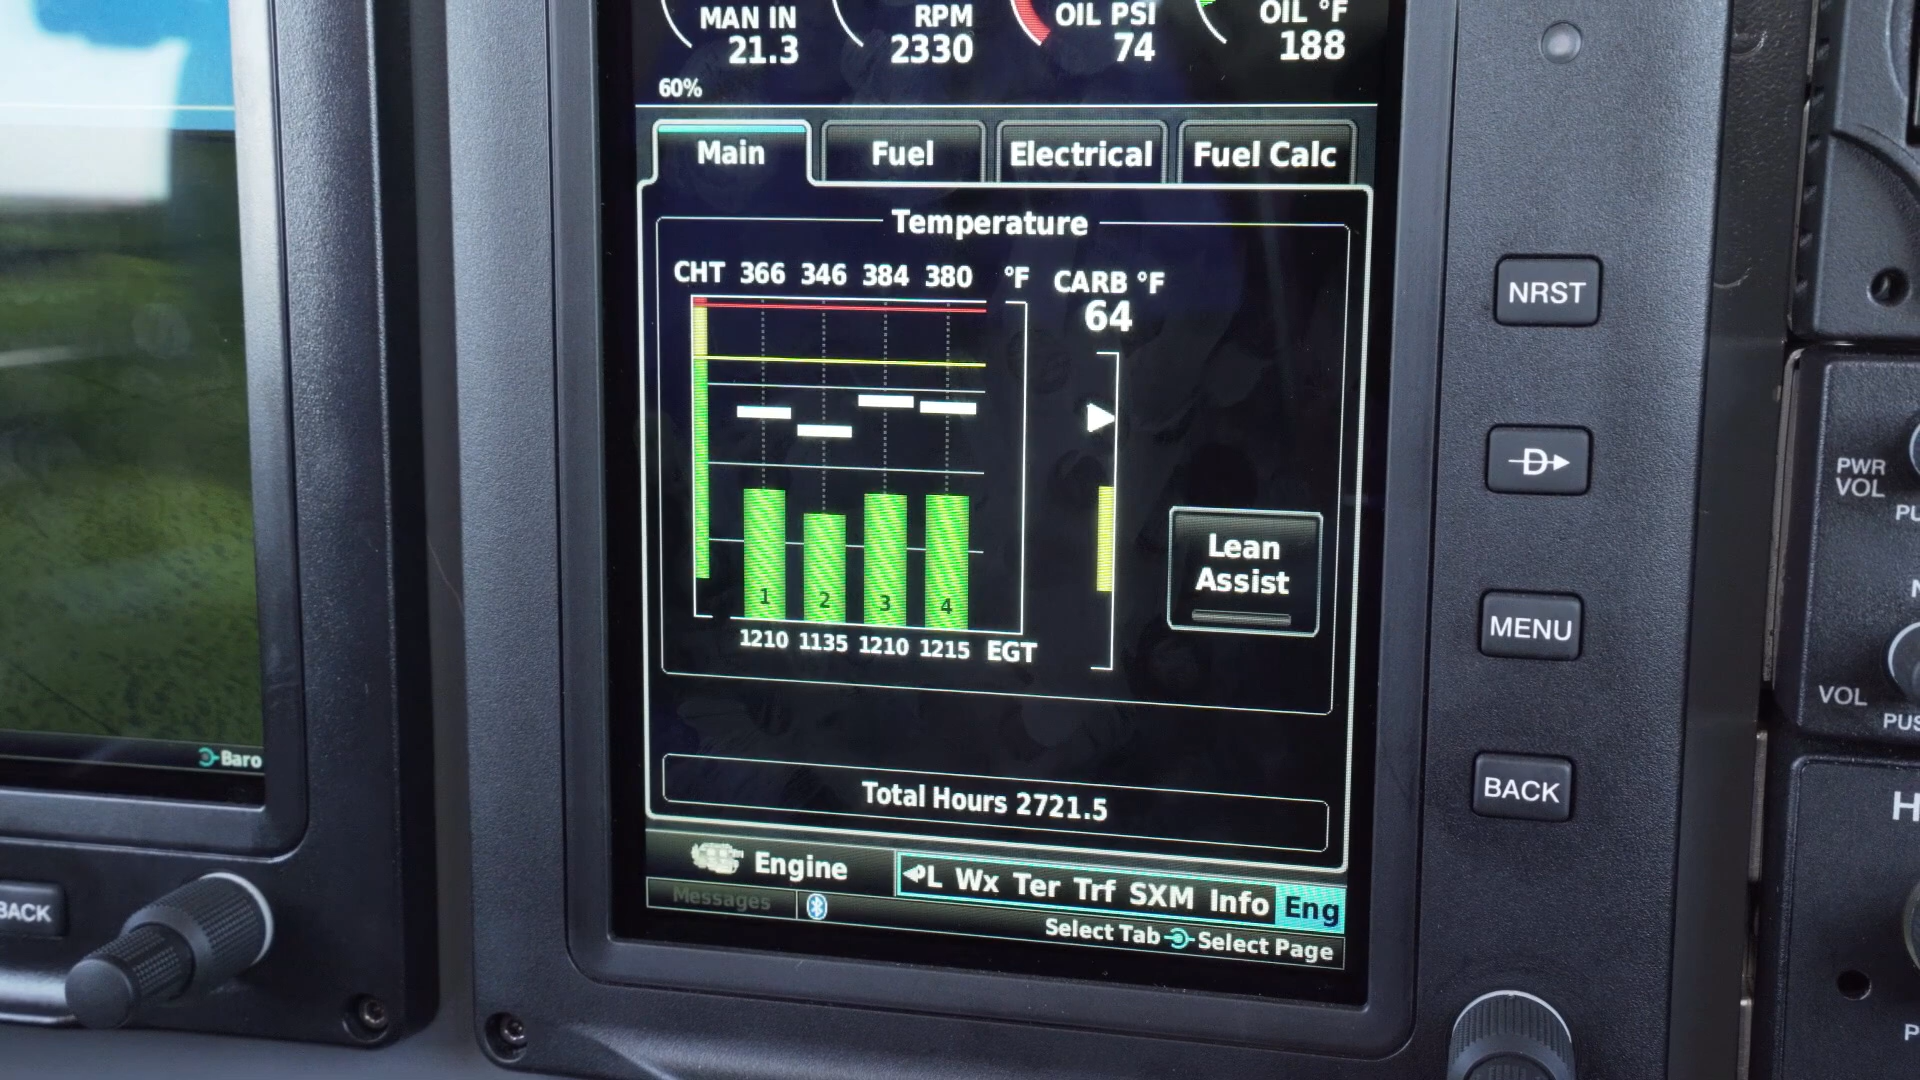 MAN IN RPM OIL PSI OIL °F
21.3 2330 74 188
60%
Main Fuel Electrical Fuel Calc
Temperature
CHT 366 346 384 380 °F CARB °F
64
Lean
Assist
1 2 3 4
1210 1135 1210 1215 EGT
Total Hours 2721.5
Engine L Wx Ter Trf SXM Info Eng
Messages
Select Tab Select Page
Baro
BACK
NRST
D
MENU
BACK
PWR
VOL
VOL